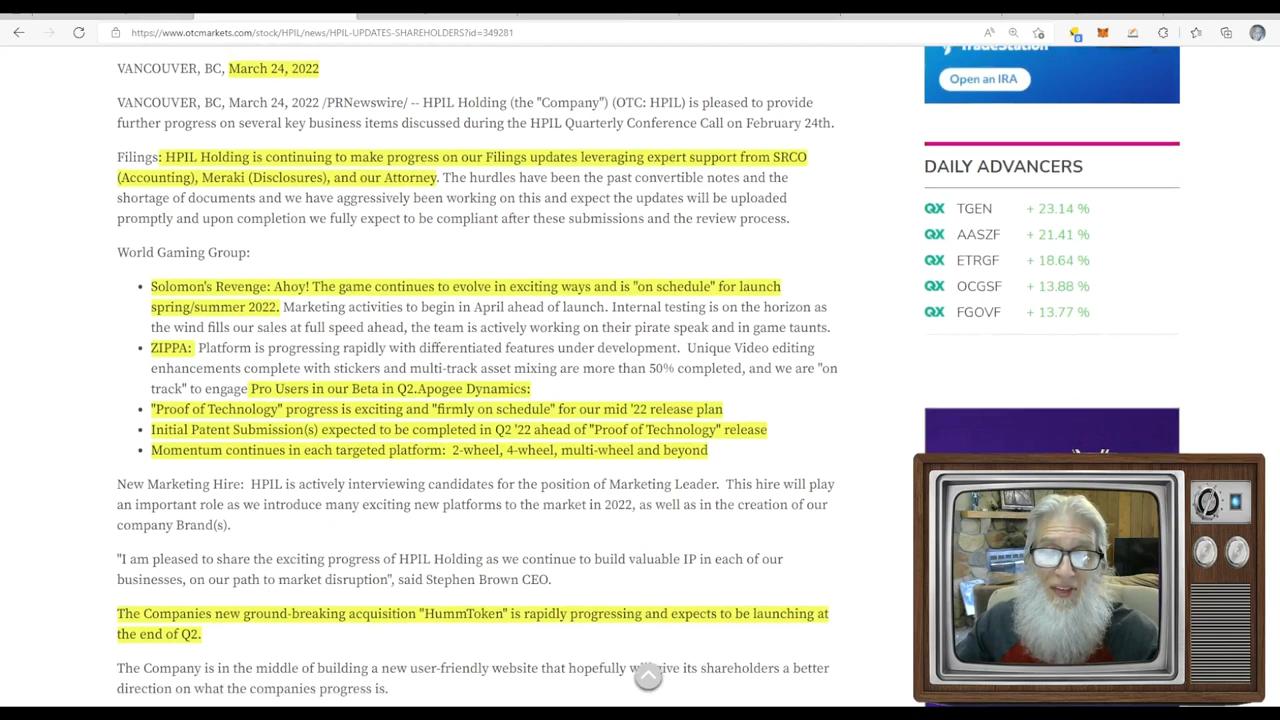 https://www.otcmarkets.com/stock/HPIL/news/HPIL-UPDATES-SHAREHOLDERS?id=349281
VANCOUVER, BC, March 24, 2022
VANCOUVER, BC, March 24, 2022 /PRNewswire/ -- HPIL Holding (the "Company") (OTC: HPIL) is pleased to provide
further progress on several key business items discussed during the HPIL Quarterly Conference Call on February 24th.
Filings: HPIL Holding is continuing to make progress on our Filings updates leveraging expert support from SRCO
(Accounting), Meraki (Disclosures), and our Attorney. The hurdles have been the past convertible notes and the
shortage of documents and we have aggressively been working on this and expect the updates will be uploaded
promptly and upon completion we fully expect to be compliant after these submissions and the review process.
World Gaming Group:
• Solomon's Revenge: Ahoy! The game continues to evolve in exciting ways and is "on schedule" for launch
spring/summer 2022. Marketing activities to begin in April ahead of launch. Internal testing is on the horizon as
the wind fills our sales at full speed ahead, the team is actively working on their pirate speak and in game taunts.
• ZIPPA: Platform is progressing rapidly with differentiated features under development. Unique Video editing
enhancements complete with stickers and multi-track asset mixing are more than 50% completed, and we are "on
track" to engage Pro Users in our Beta in Q2.Apogee Dynamics:
• "Proof of Technology" progress is exciting and "firmly on schedule" for our mid '22 release plan
• Initial Patent Submission(s) expected to be completed in Q2 '22 ahead of "Proof of Technology" release
• Momentum continues in each targeted platform: 2-wheel, 4-wheel, multi-wheel and beyond
New Marketing Hire: HPIL is actively interviewing candidates for the position of Marketing Leader. This hire will play
an important role as we introduce many exciting new platforms to the market in 2022, as well as in the creation of our
company Brand(s).
"I am pleased to share the exciting progress of HPIL Holding as we continue to build valuable IP in each of our
businesses, on our path to market disruption", said Stephen Brown CEO.
The Companies new ground-breaking acquisition "HummToken" is rapidly progressing and expects to be launching at
the end of Q2.
The Company is in the middle of building a new user-friendly website that hopefully give its shareholders a better
direction on what the companies progress is.
TradeStation
Open an IRA
DAILY ADVANCERS
QX TGEN + 23.14 %
QX AASZF + 21.41 %
QX ETRGF + 18.64 %
QX OCGSF + 13.88 %
QX FGOVF + 13.77 %